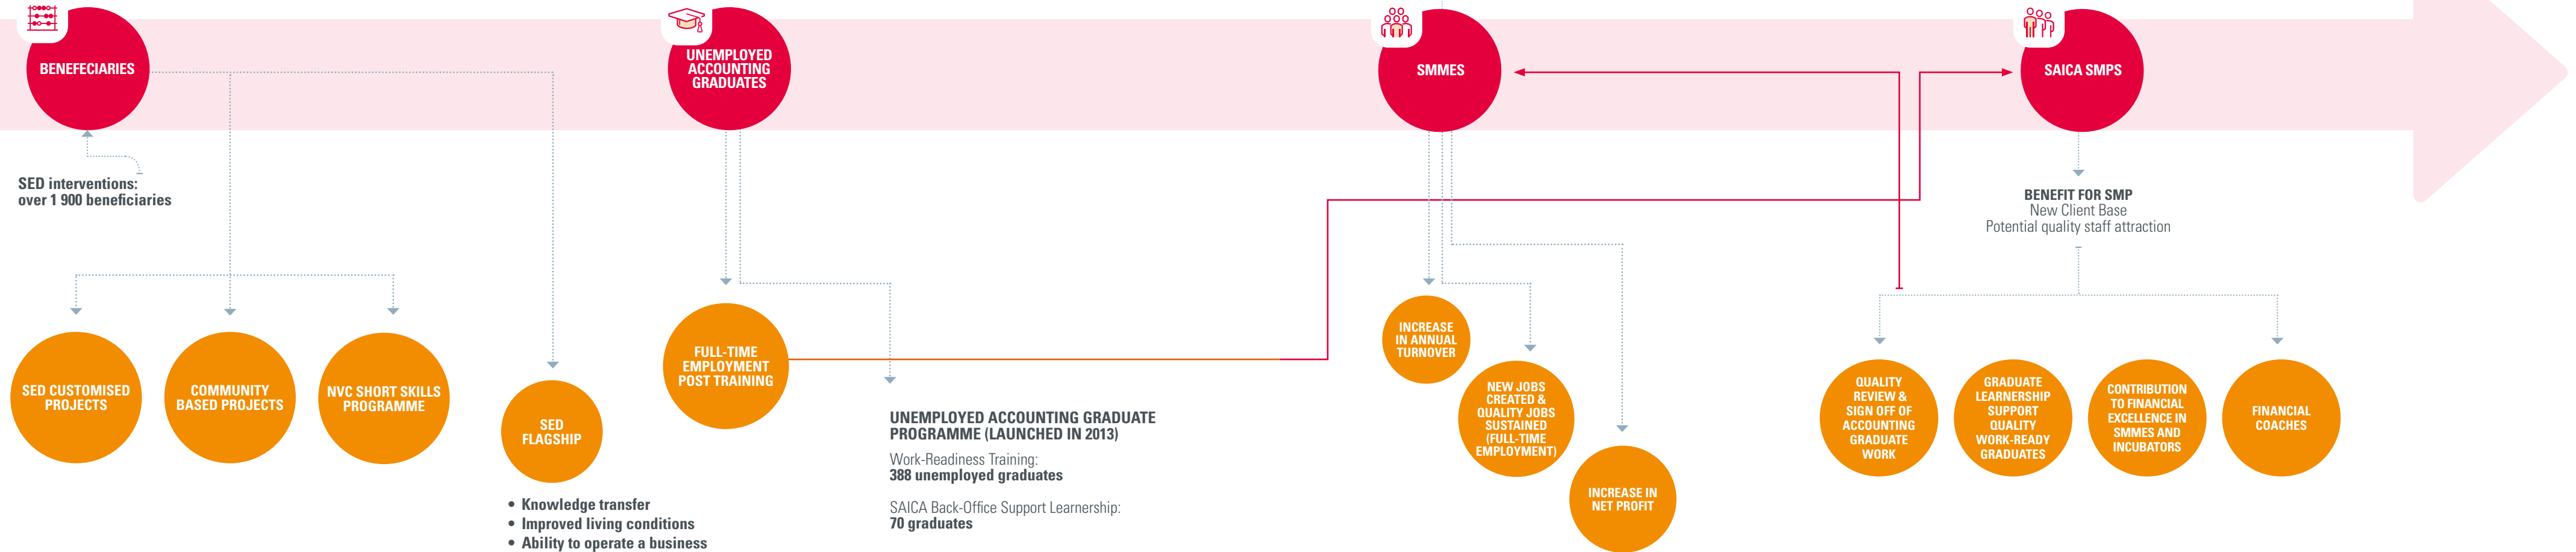 BENEFECIARIES
SED interventions:
over 1 900 beneficiaries
SED CUSTOMISED
PROJECTS
COMMUNITY
BASED PROJECTS
NVC SHORT SKILLS
PROGRAMME
SED
FLAGSHIP
• Knowledge transfer
• Improved living conditions
• Ability to operate a business
UNEMPLOYED
ACCOUNTING
GRADUATES
FULL-TIME
EMPLOYMENT
POST TRAINING
UNEMPLOYED ACCOUNTING GRADUATE
PROGRAMME (LAUNCHED IN 2013)
Work-Readiness Training:
388 unemployed graduates
SAICA Back-Office Support Learnership:
70 graduates
SMMES
INCREASE
IN ANNUAL
TURNOVER
NEW JOBS
CREATED &
QUALITY JOBS
SUSTAINED
(FULL-TIME
EMPLOYMENT)
INCREASE IN
NET PROFIT
SAICA SMPS
BENEFIT FOR SMP
New Client Base
Potential quality staff attraction
QUALITY
REVIEW &
SIGN OFF OF
ACCOUNTING
GRADUATE
WORK
GRADUATE
LEARNERSHIP
SUPPORT
QUALITY
WORK-READY
GRADUATES
CONTRIBUTION
TO FINANCIAL
EXCELLENCE IN
SMMES AND
INCUBATORS
FINANCIAL
COACHES